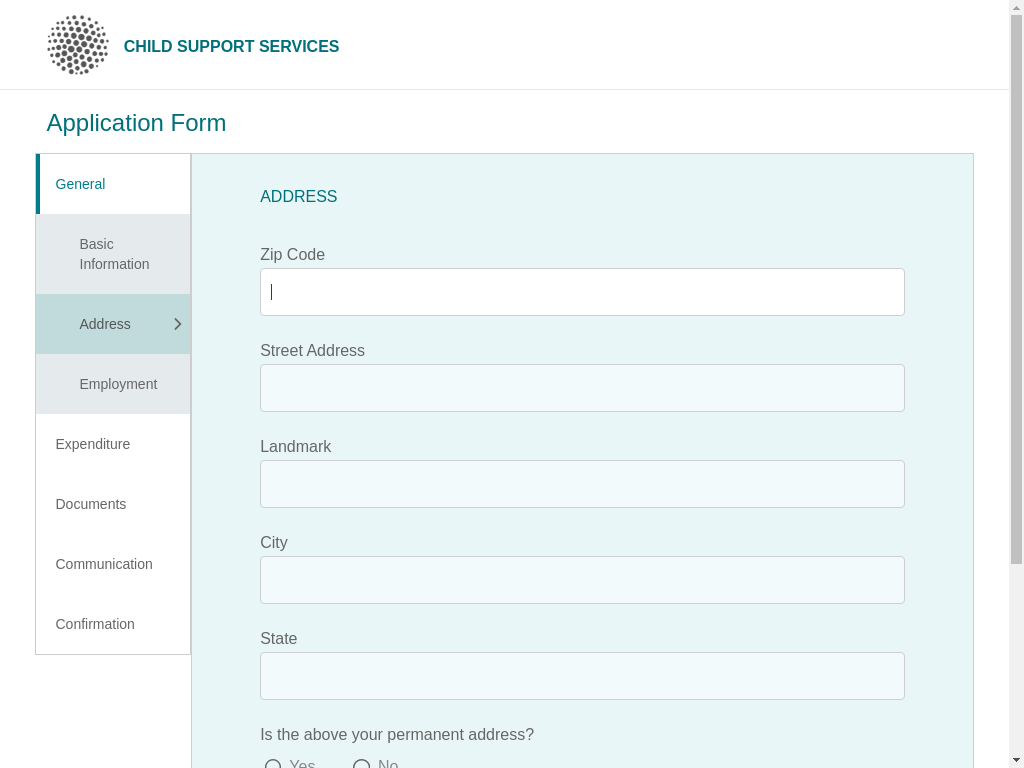 CHILD SUPPORT SERVICES
Application Form
General
Basic
Information
Address
Employment
Expenditure
Documents
Communication
Confirmation
ADDRESS
Zip Code
Street Address
Landmark
City
State
Is the above your permanent address?
Yes No